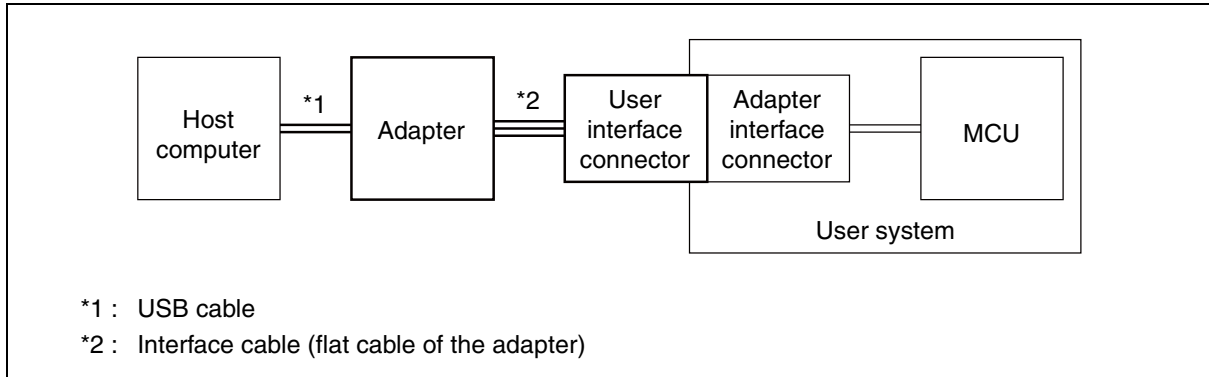 *1
*2
Host
computer
Adapter
User
interface
connector
Adapter
interface
connector
MCU
User system
*1 : USB cable
*2 : Interface cable (flat cable of the adapter)